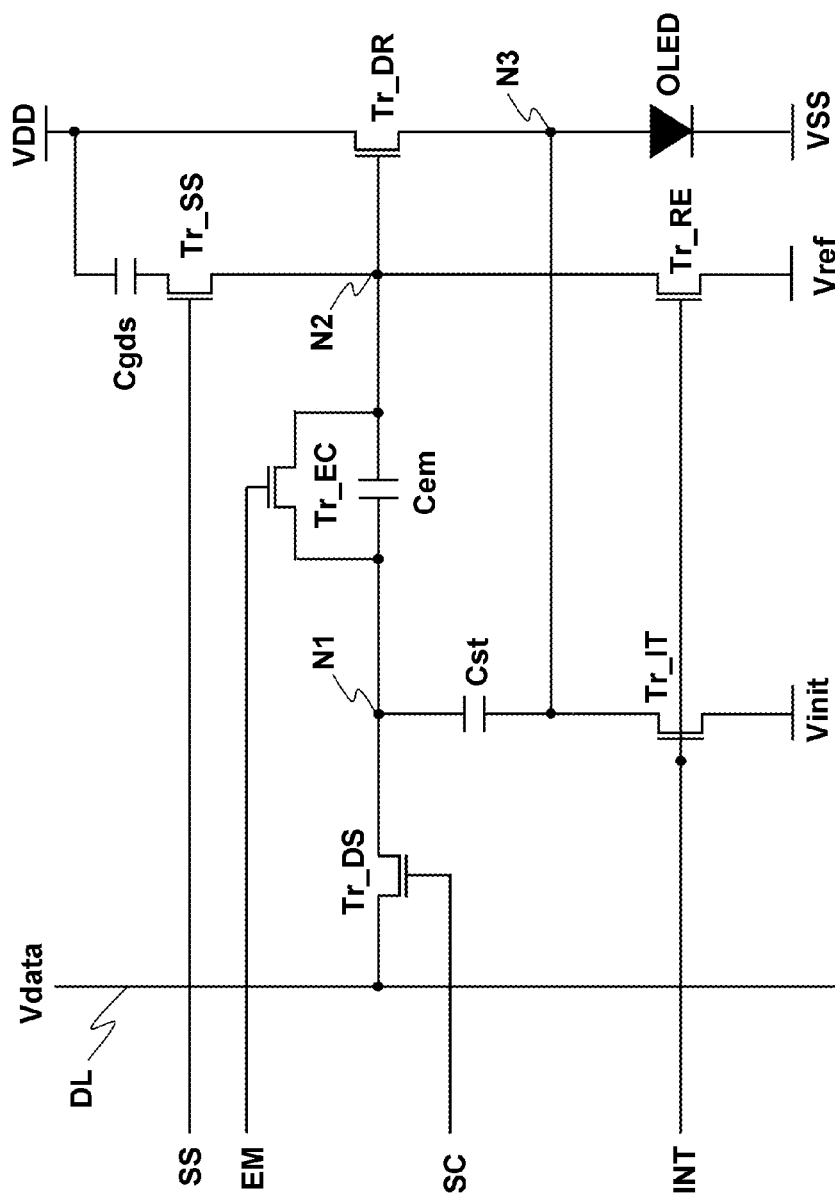 Vdata
DL
SS
EM
SC
INT
VDD
Cgds
Tr_SS
Tr_DR
N2
N3
Tr_EC
Cem
N1
Cst
Tr_DS
Tr_IT
Tr_RE
OLED
Vinit
Vref
VSS